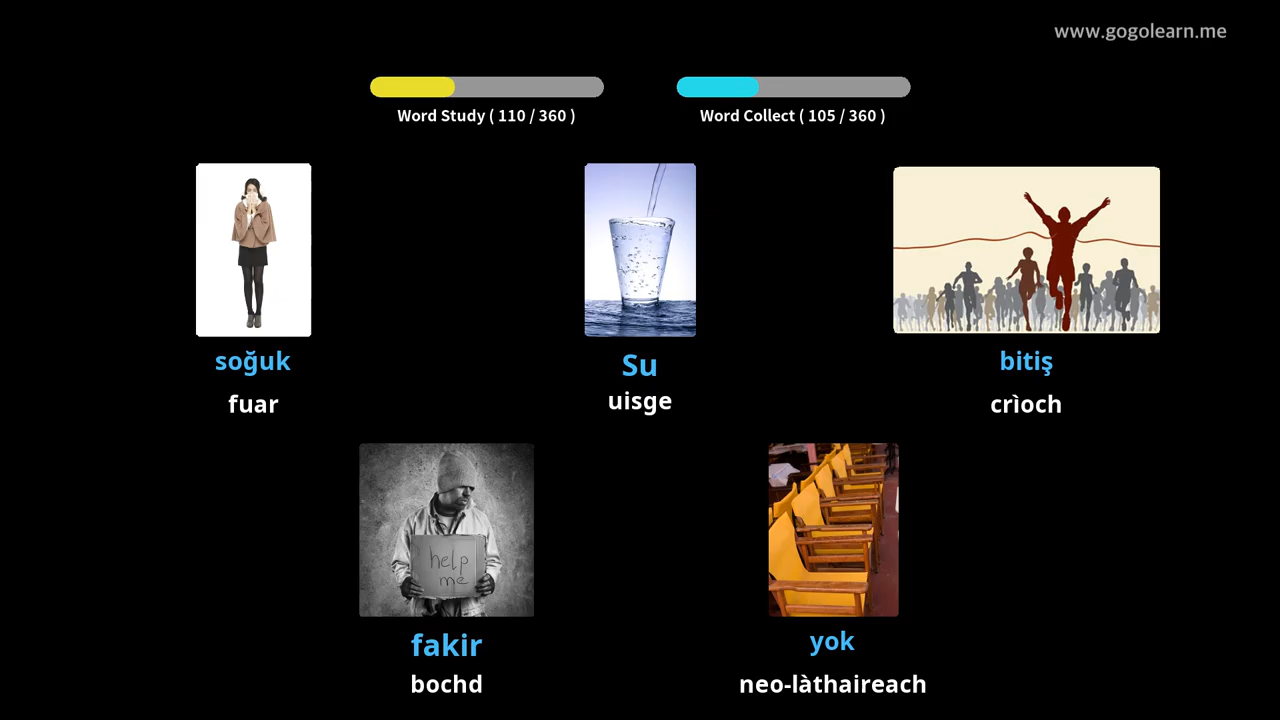 www.gogolearn.me
Word Study ( 110 / 360 )
Word Collect ( 105 / 360 )
soğuk
fuar
Su
uisge
bitiş
crìoch
help
me
fakir
bochd
yok
neo-làthaireach